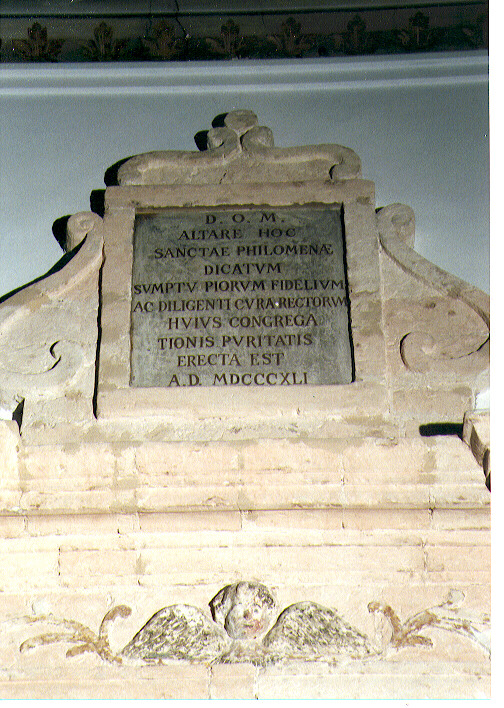 D. O. M.
ALTARE HOC
SANCTAE PHILOMENÆ
DICATVM
SVMPTV PIORVM FIDELIVM
AC DILIGENTI CVRA RECTORVM
HVIVS CONGREGA
TIONIS PVRITATIS
ERECTA EST
A.D. MDCCCXLI